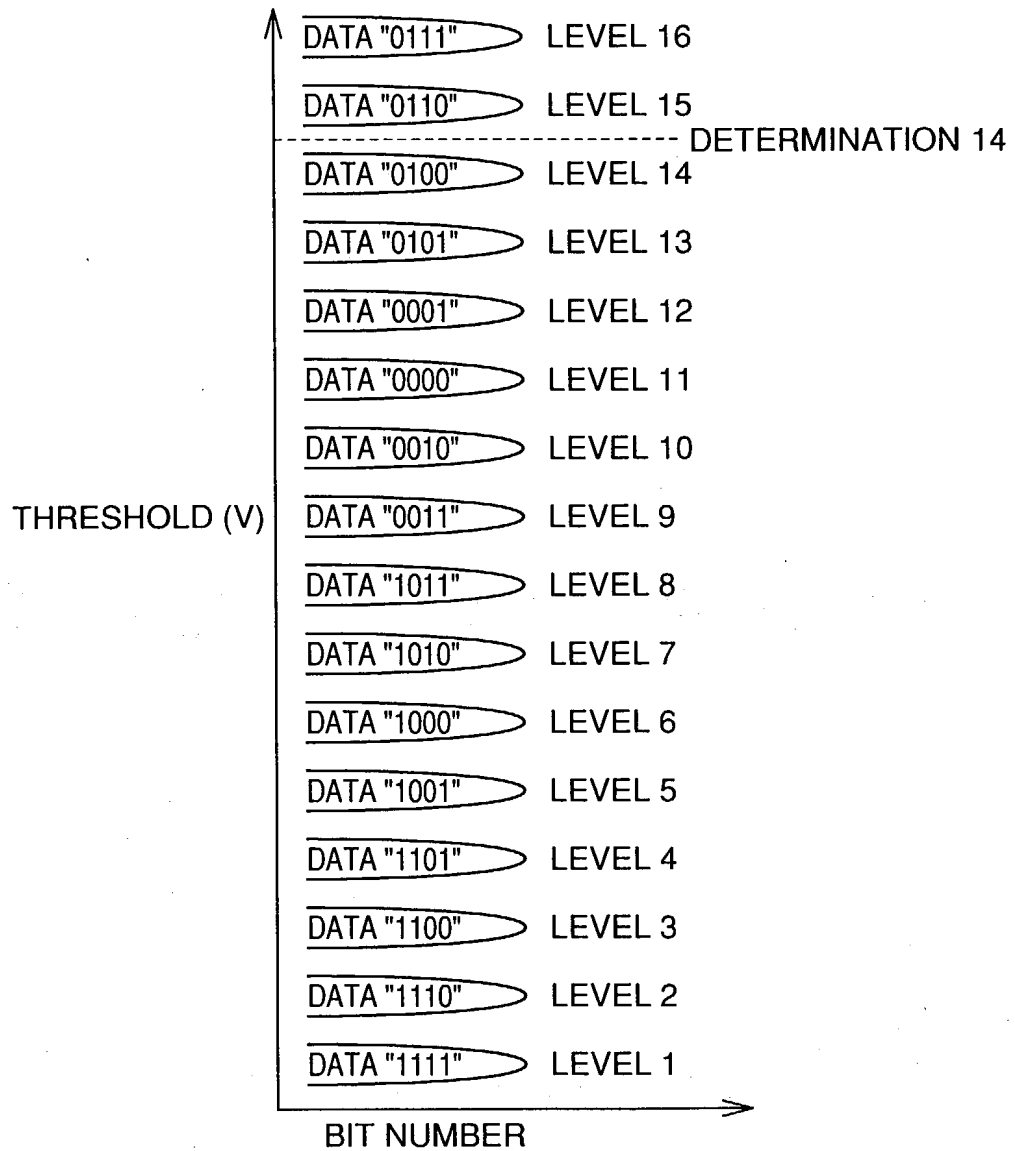 DATA "0111" LEVEL 16
DATA "0110" LEVEL 15
DETERMINATION 14
DATA "0100" LEVEL 14
DATA "0101" LEVEL 13
DATA "0001" LEVEL 12
DATA "0000" LEVEL 11
DATA "0010" LEVEL 10
THRESHOLD (V) DATA "0011" LEVEL 9
DATA "1011" LEVEL 8
DATA "1010" LEVEL 7
DATA "1000" LEVEL 6
DATA "1001" LEVEL 5
DATA "1101" LEVEL 4
DATA "1100" LEVEL 3
DATA "1110" LEVEL 2
DATA "1111" LEVEL 1
BIT NUMBER